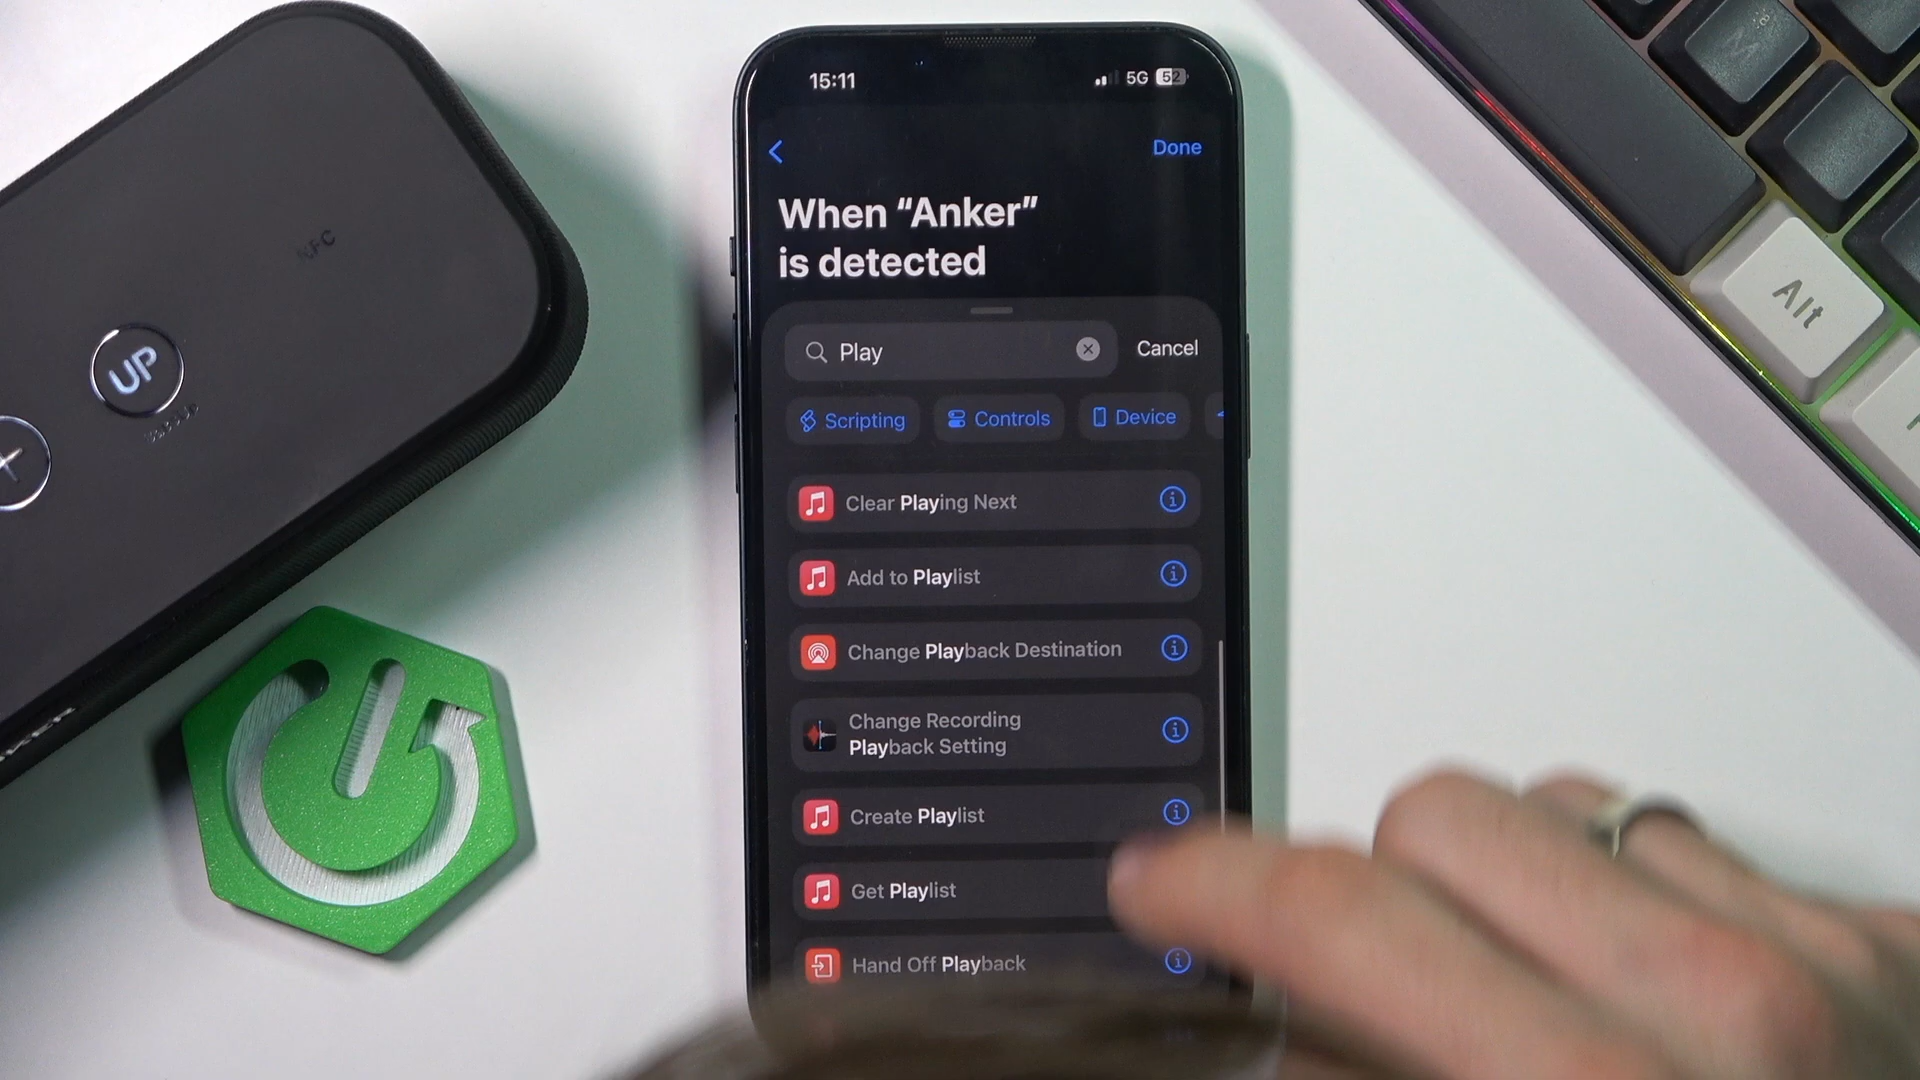 15:11
5G 52
Done
When “Anker”
is detected
Play
Cancel
Scripting
Controls
Device
Clear Playing Next
Add to Playlist
Change Playback Destination
Change Recording
Playback Setting
Create Playlist
Get Playlist
Hand Off Playback
NFC
UP
Alt
M